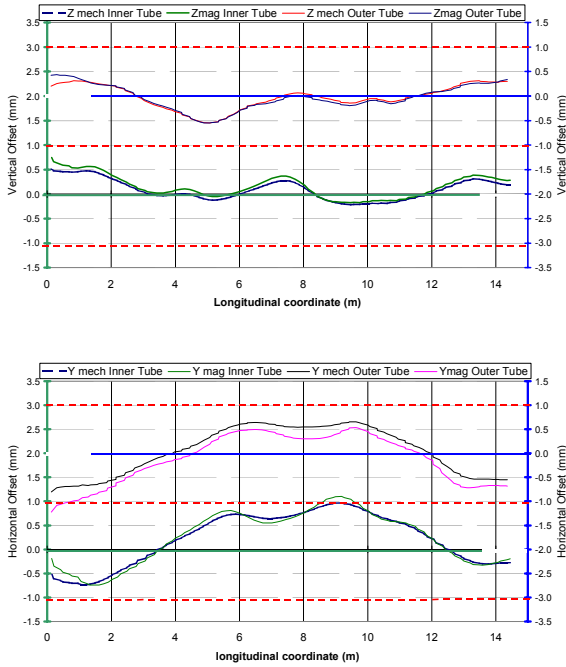 Z mech Inner Tube Zmag Inner Tube Z mech Outer Tube Zmag Outer Tube
3.5 1.5
3.0 1.0
2.5 0.5
2.0 0.0
1.5 -0.5
1.0 -1.0
0.5 -1.5
0.0 -2.0
-0.5 -2.5
-1.0 -3.0
-1.5 -3.5
Vertical Offset (mm)
Vertical Offset (mm)
0 2 4 6 8 10 12 14
Longitudinal coordinate (m)
Y mech Inner Tube Y mag Inner Tube Y mech Outer Tube Ymag Outer Tube
3.5 1.5
3.0 1.0
2.5 0.5
2.0 0.0
1.5 -0.5
1.0 -1.0
0.5 -1.5
0.0 -2.0
-0.5 -2.5
-1.0 -3.0
-1.5 -3.5
Horizontal Offset (mm)
Horizontal Offset (mm)
0 2 4 6 8 10 12 14
longitudinal coordinate (m)